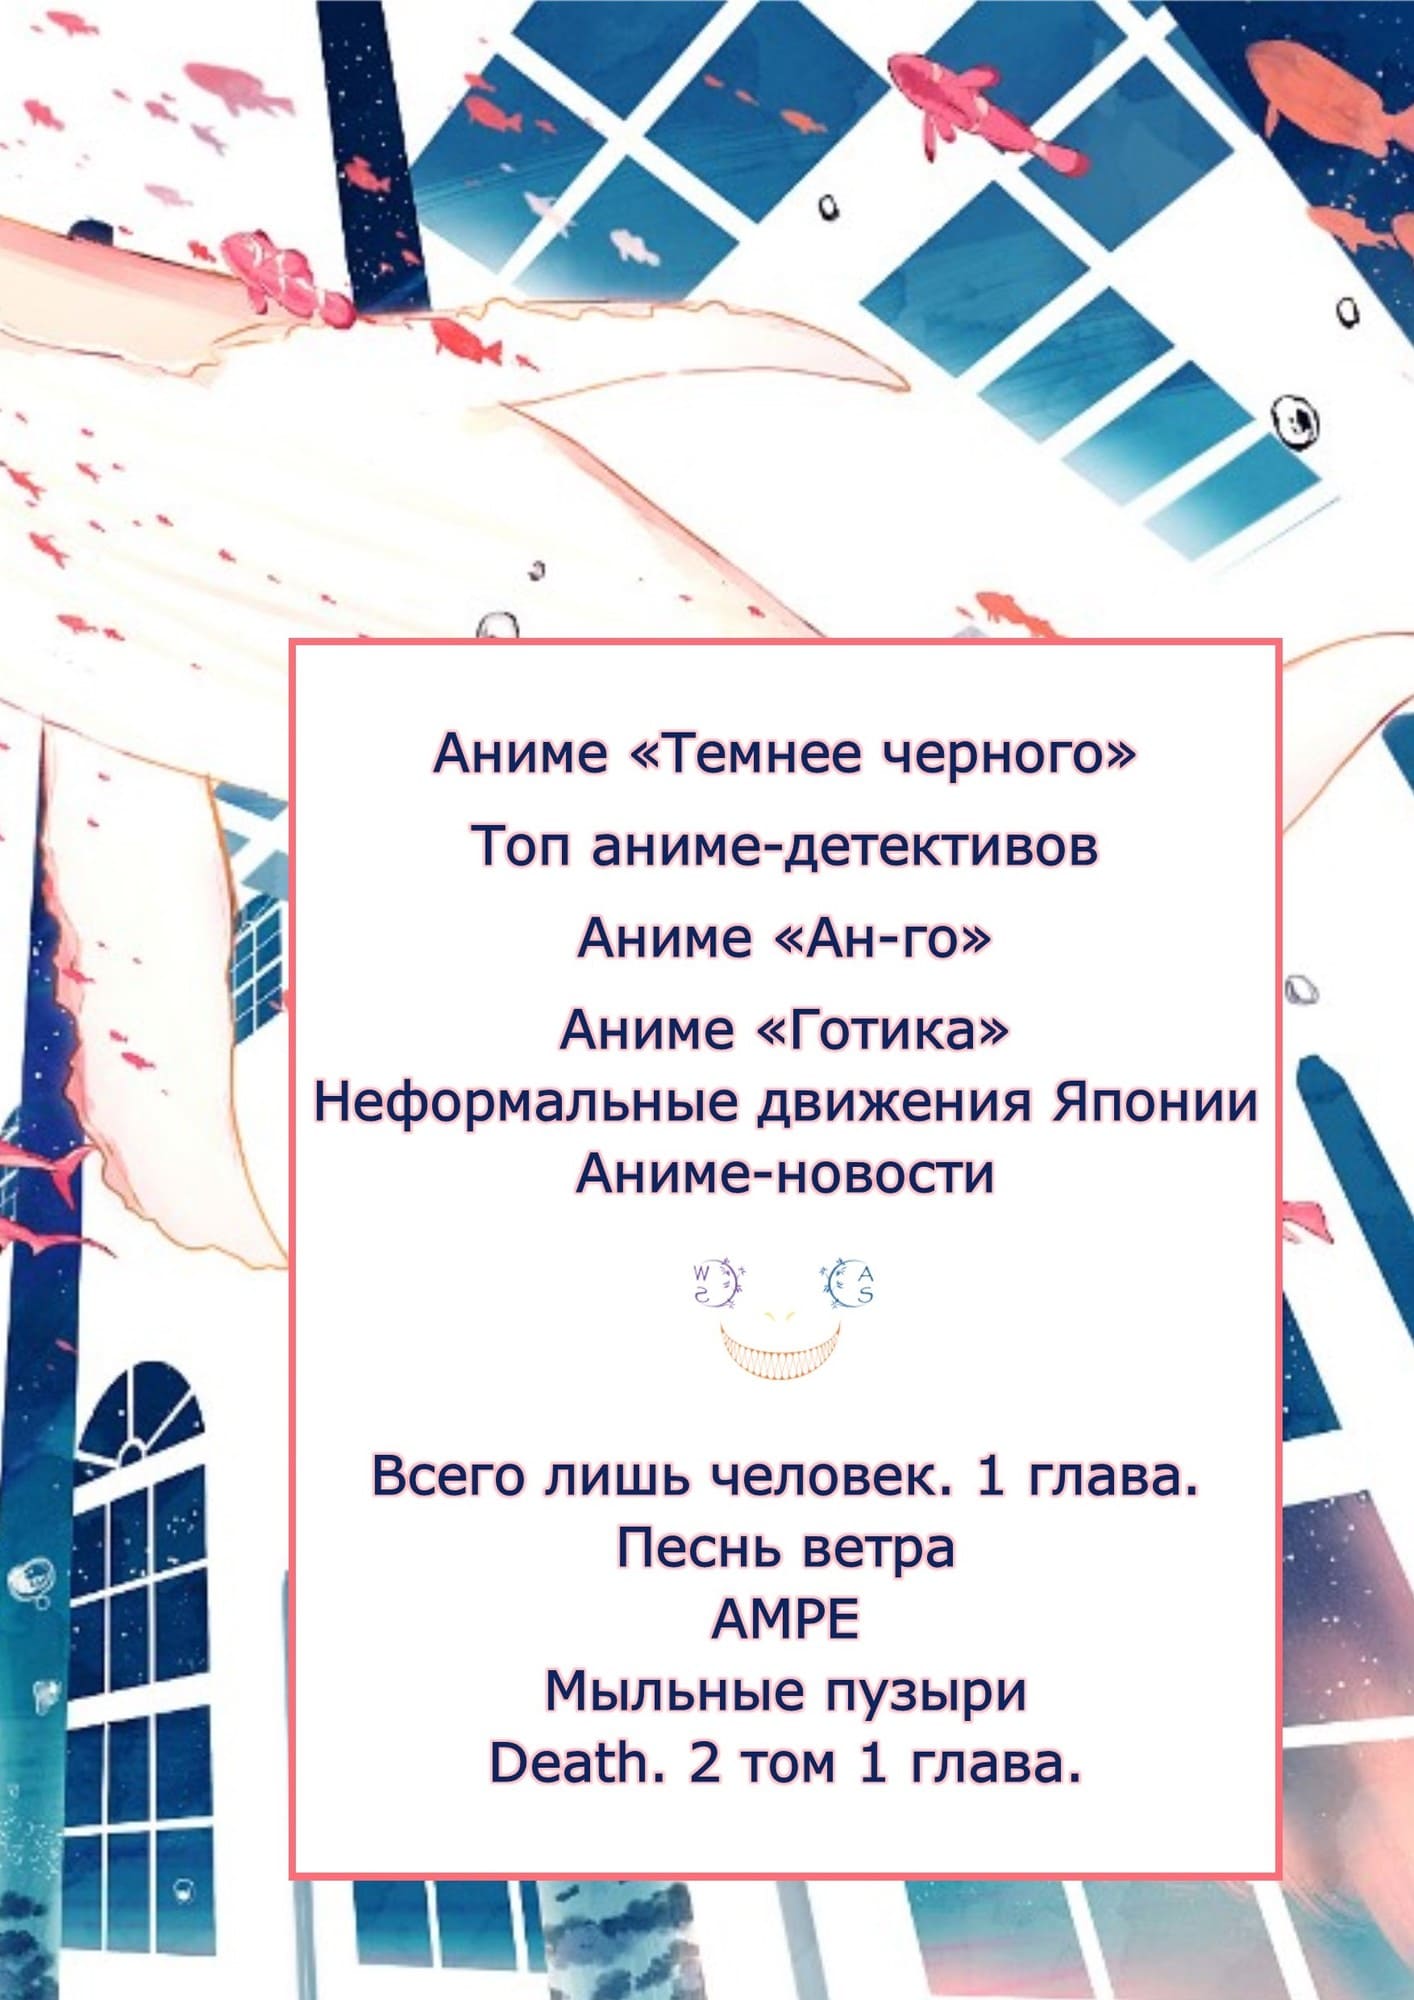 Аниме «Темнее черного»
Топ аниме-детективов
Аниме «Ан-го»
Аниме «Готика»
Неформальные движения Японии
Аниме-новости
W A
S S
Всего лишь человек. 1 глава.
Песнь ветра
AMPE
Мыльные пузыри
Death. 2 том 1 глава.